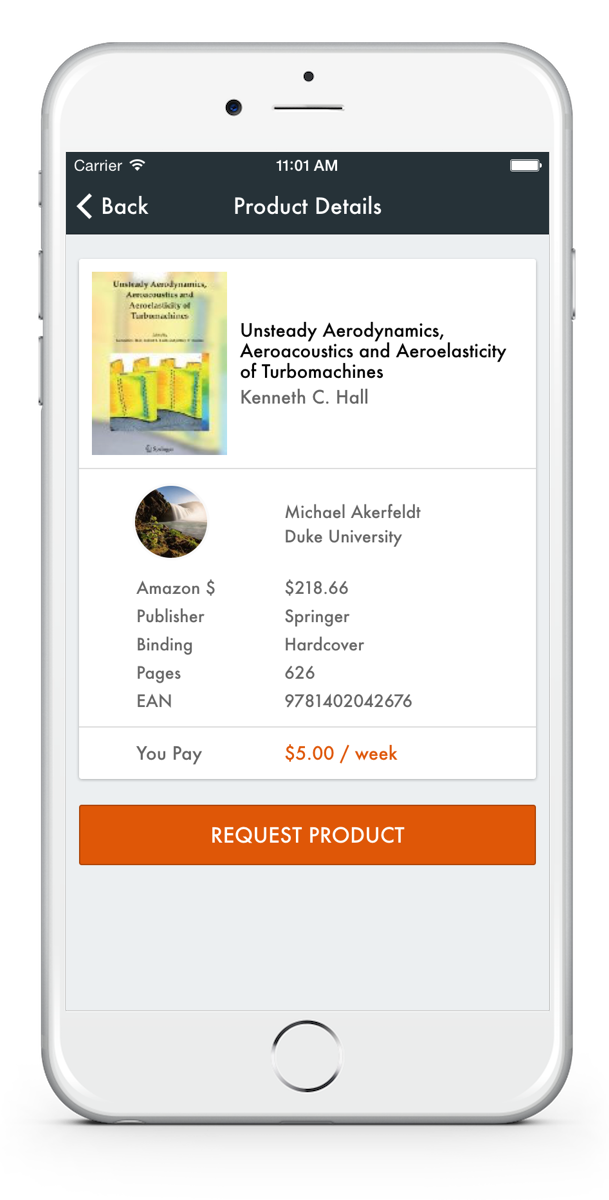 Carrier
11:01 AM
Back
Product Details
Unsteady Aerodynamics,
Aeroacoustics and
Aeroelasticity of
Turbomachines
Springer
Unsteady Aerodynamics,
Aeroacoustics and Aeroelasticity
of Turbomachines
Kenneth C. Hall
Michael Akerfeldt
Duke University
Amazon $ $218.66
Publisher Springer
Binding Hardcover
Pages 626
EAN 9781402042676
You Pay $5.00 / week
REQUEST PRODUCT